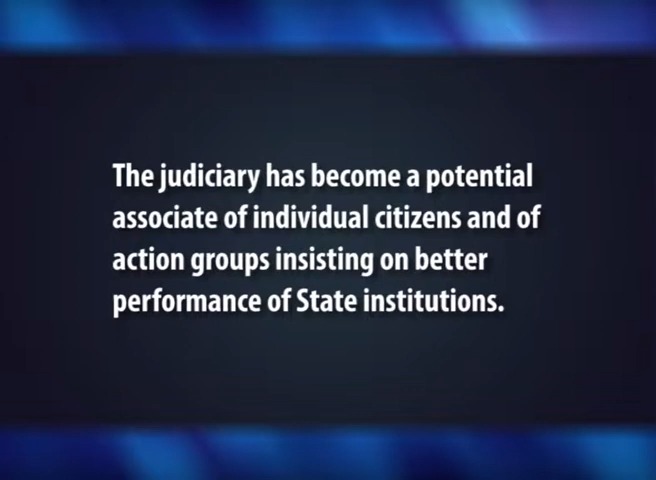 The judiciary has become a potential
associate of individual citizens and of
action groups insisting on better
performance of State institutions.